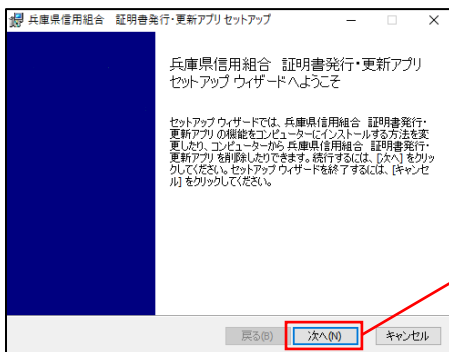 兵庫県信用組合　証明書発行・更新アプリ セットアップ
兵庫県信用組合　証明書発行・更新アプリ
セットアップ ウィザードへようこそ
セットアップ ウィザードでは、兵庫県信用組合　証明書発行・
更新アプリ の機能をコンピューターにインストールする方法を変
更したり、コンピューターから 兵庫県信用組合　証明書発行・
更新アプリ を削除したりできます。続行するには、[次へ] をクリッ
クしてください。セットアップ ウィザードを終了するには、[キャンセ
ル] をクリックしてください。
戻る(B)
次へ(N)
キャンセル